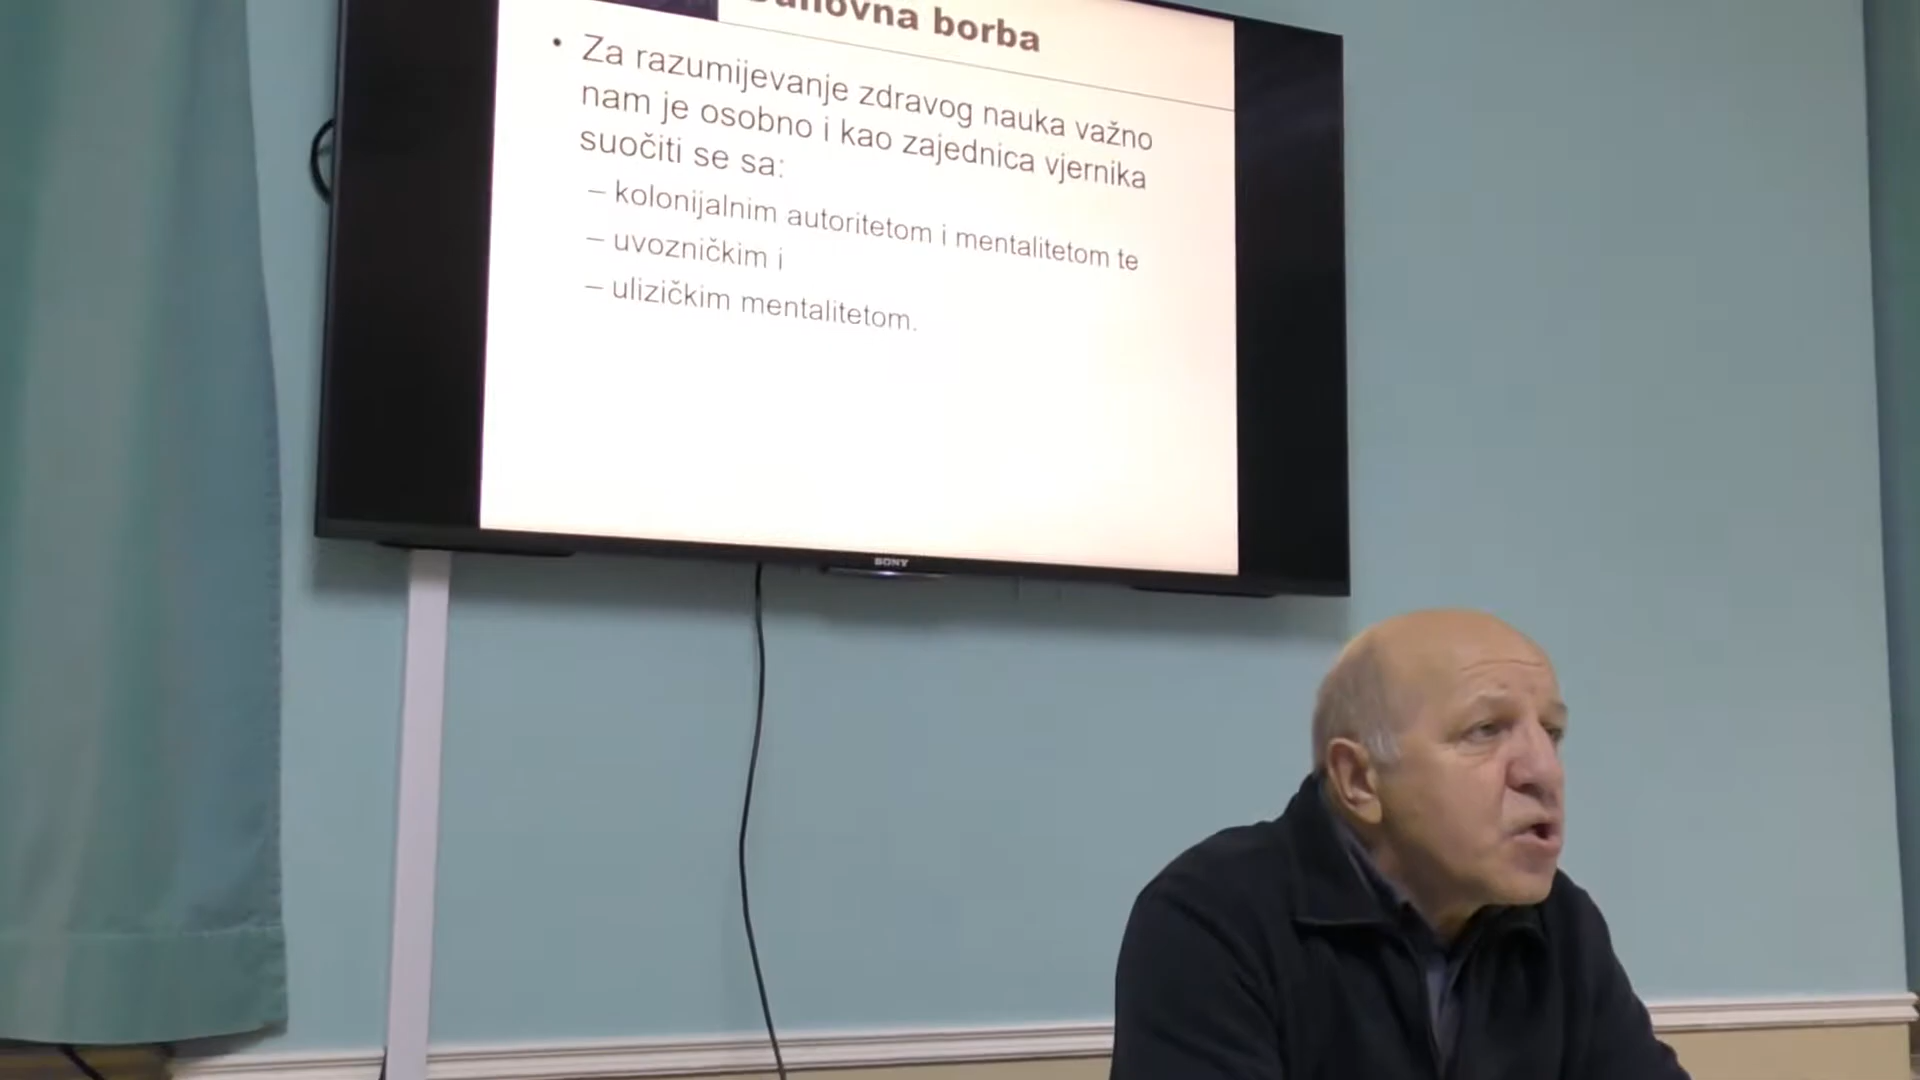 borba
• Za razumijevanje zdravog nauka važno
nam je osobno i kao zajednica vjernika
suočiti se sa:
– kolonijalnim autoritetom i mentalitetom te
– uvozničkim i
– ulizičkim mentalitetom.
SONY